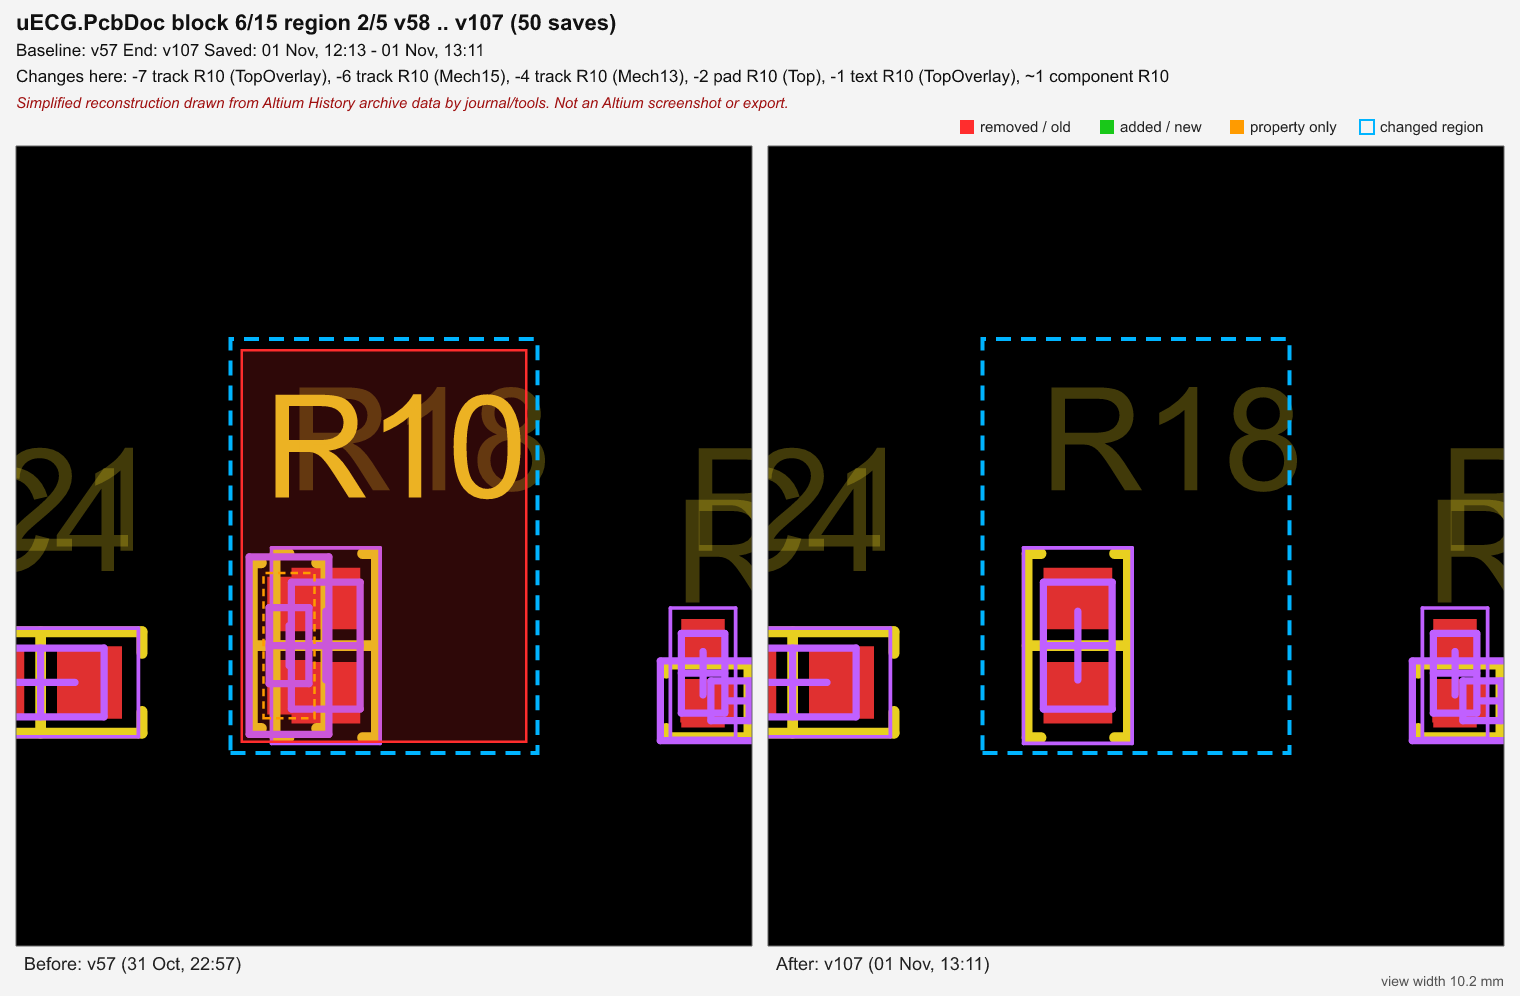 uECG.PcbDoc block 6/15 region 2/5 v58 .. v107 (50 saves)
Baseline: v57 End: v107 Saved: 01 Nov, 12:13 - 01 Nov, 13:11
Changes here: -7 track R10 (TopOverlay), -6 track R10 (Mech15), -4 track R10 (Mech13), -2 pad R10 (Top), -1 text R10 (TopOverlay), ~1 component R10
Simplified reconstruction drawn from Altium History archive data by journal/tools. Not an Altium screenshot or export.
removed / old
added / new
property only
changed region
R18
R10
R
R
R18
R
R
Before: v57 (31 Oct, 22:57)
After: v107 (01 Nov, 13:11)
view width 10.2 mm